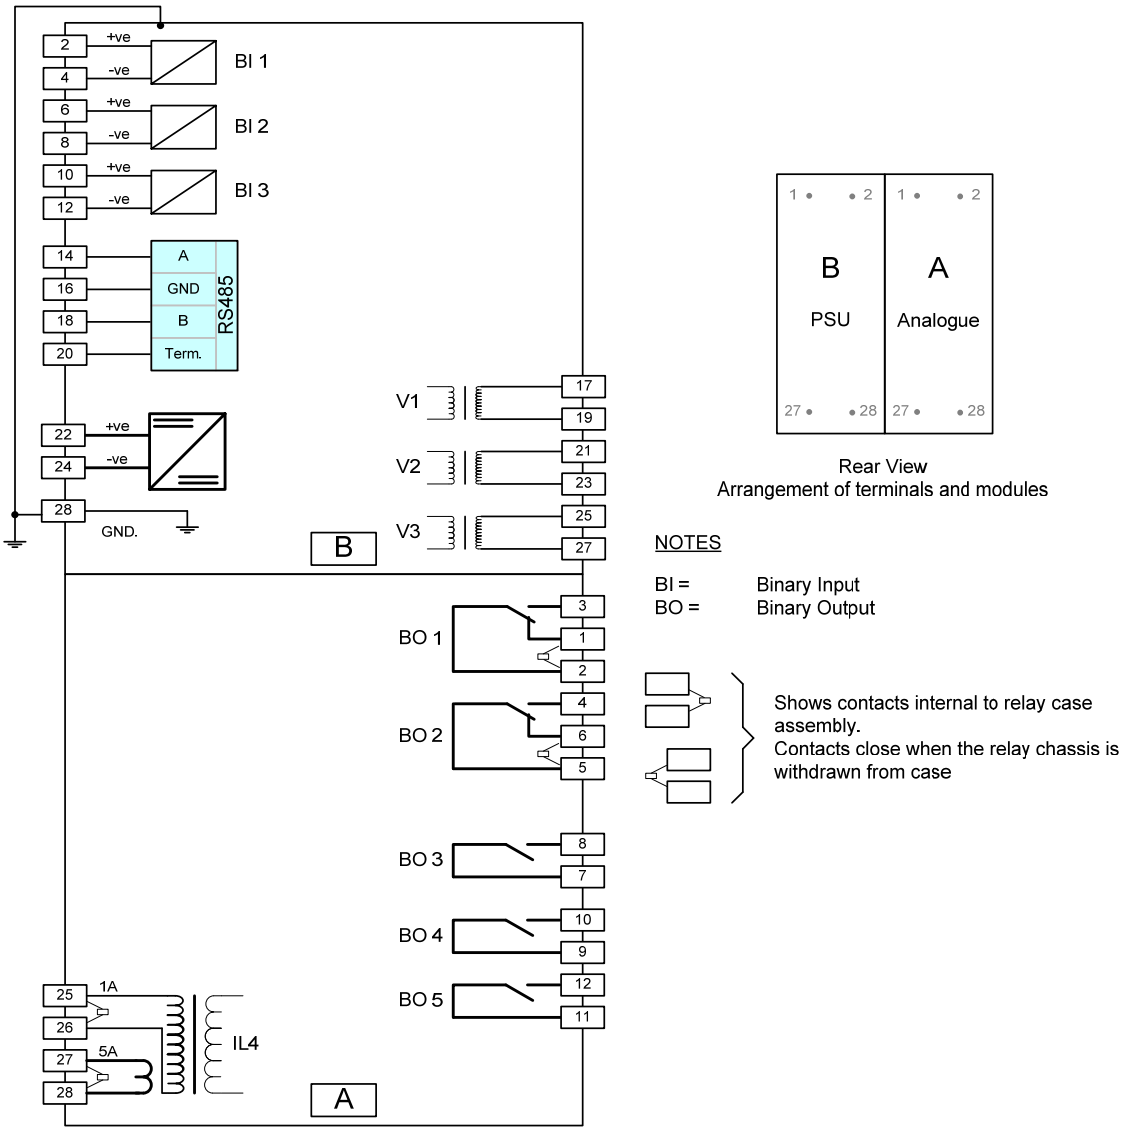 2 +ve
BI 1
4 -ve
6 +ve
BI 2
8 -ve
10 +ve
BI 3
12 -ve
14 A
16 GND
18 B
20 Term.
RS485
22 +ve
24 -ve
28
GND.
V1
17
19
V2
21
23
V3
25
27
B
BO 1
3
1
2
BO 2
4
6
5
BO 3
8
7
BO 4
10
9
BO 5
12
11
25 1A
26
27 5A
28
IL4
A
1 2 1 2
B A
PSU Analogue
27 28 27 28
Rear View
Arrangement of terminals and modules
NOTES
BI = Binary Input
BO = Binary Output
Shows contacts internal to relay case
assembly.
Contacts close when the relay chassis is
withdrawn from case